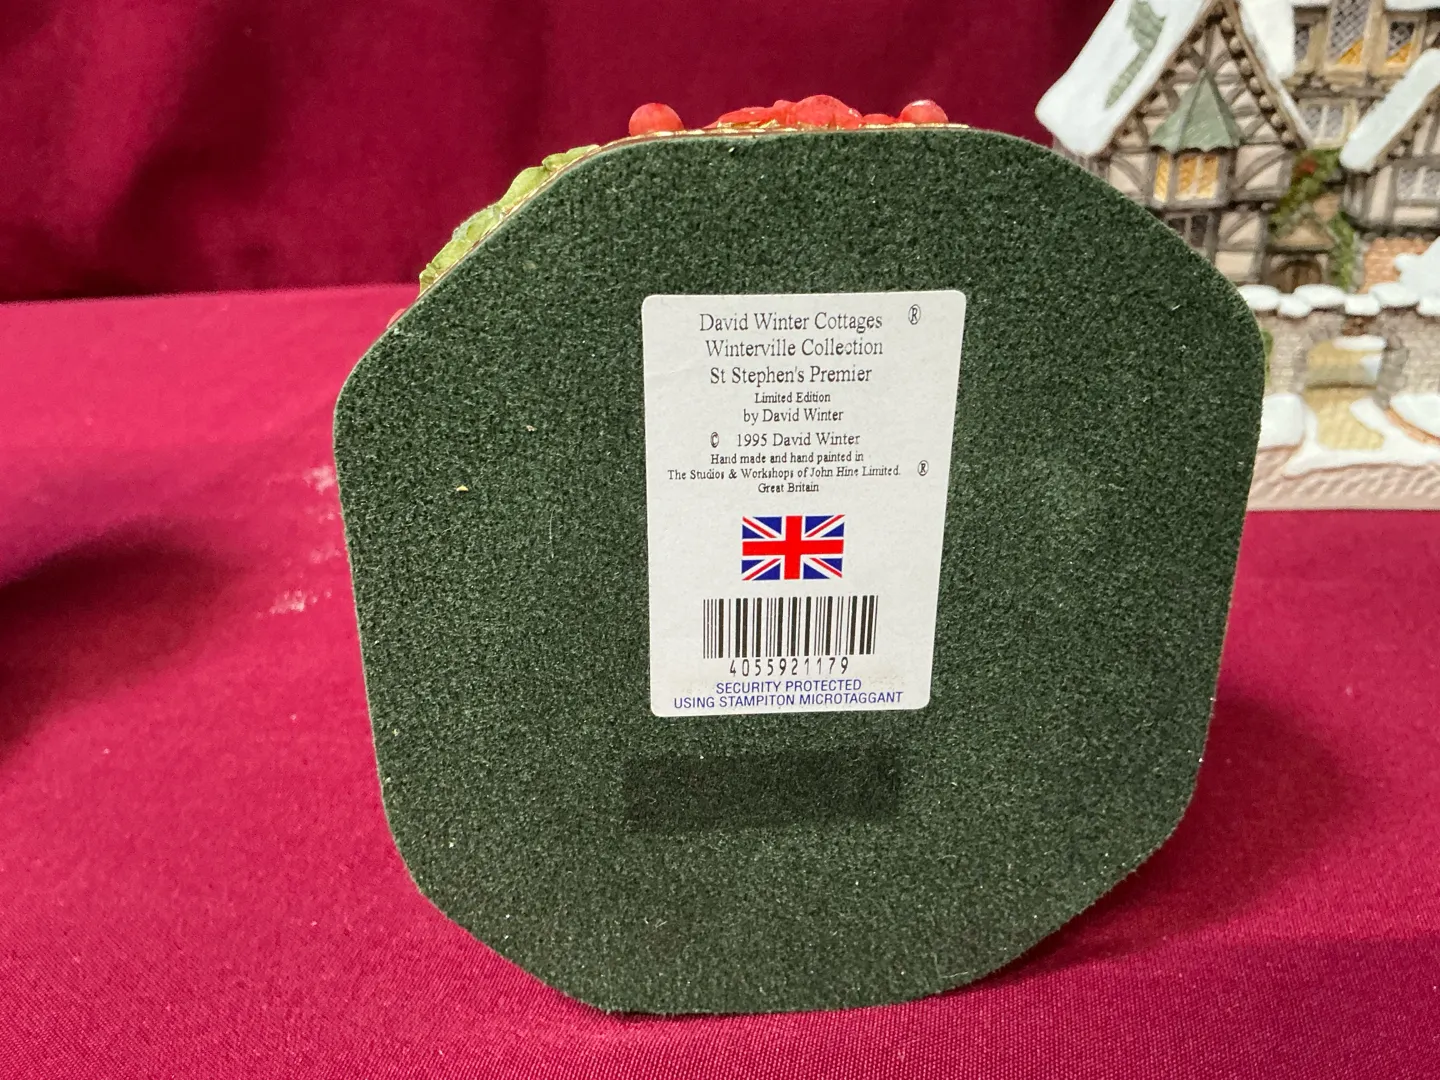 David Winter Cottages ®
Winterville Collection
St Stephen's Premier
Limited Edition
by David Winter
© 1995 David Winter
Hand made and hand painted in
The Studios & Workshops of John Hine Limited. ®
Great Britain
4055921179
SECURITY PROTECTED
USING STAMPITON MICROTAGGANT